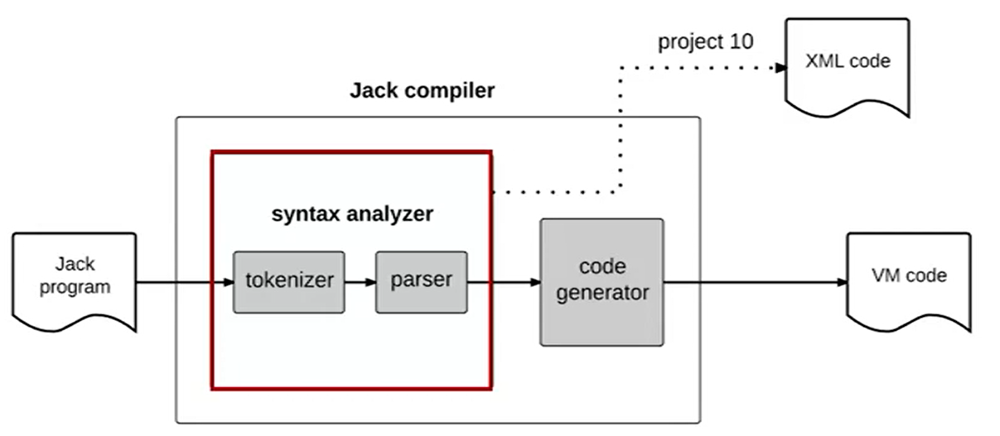 project 10
XML code
Jack compiler
syntax analyzer
Jack
program
tokenizer
parser
code
generator
VM code